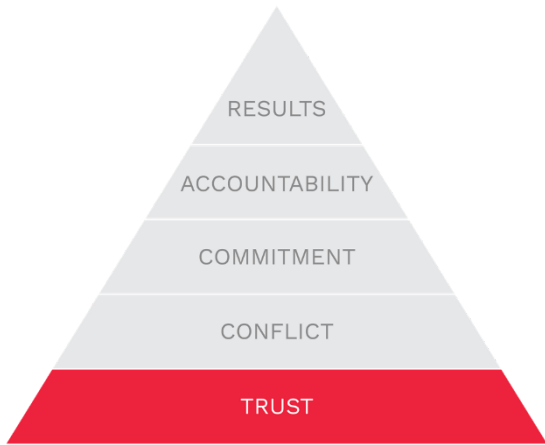 RESULTS
ACCOUNTABILITY
COMMITMENT
CONFLICT
TRUST